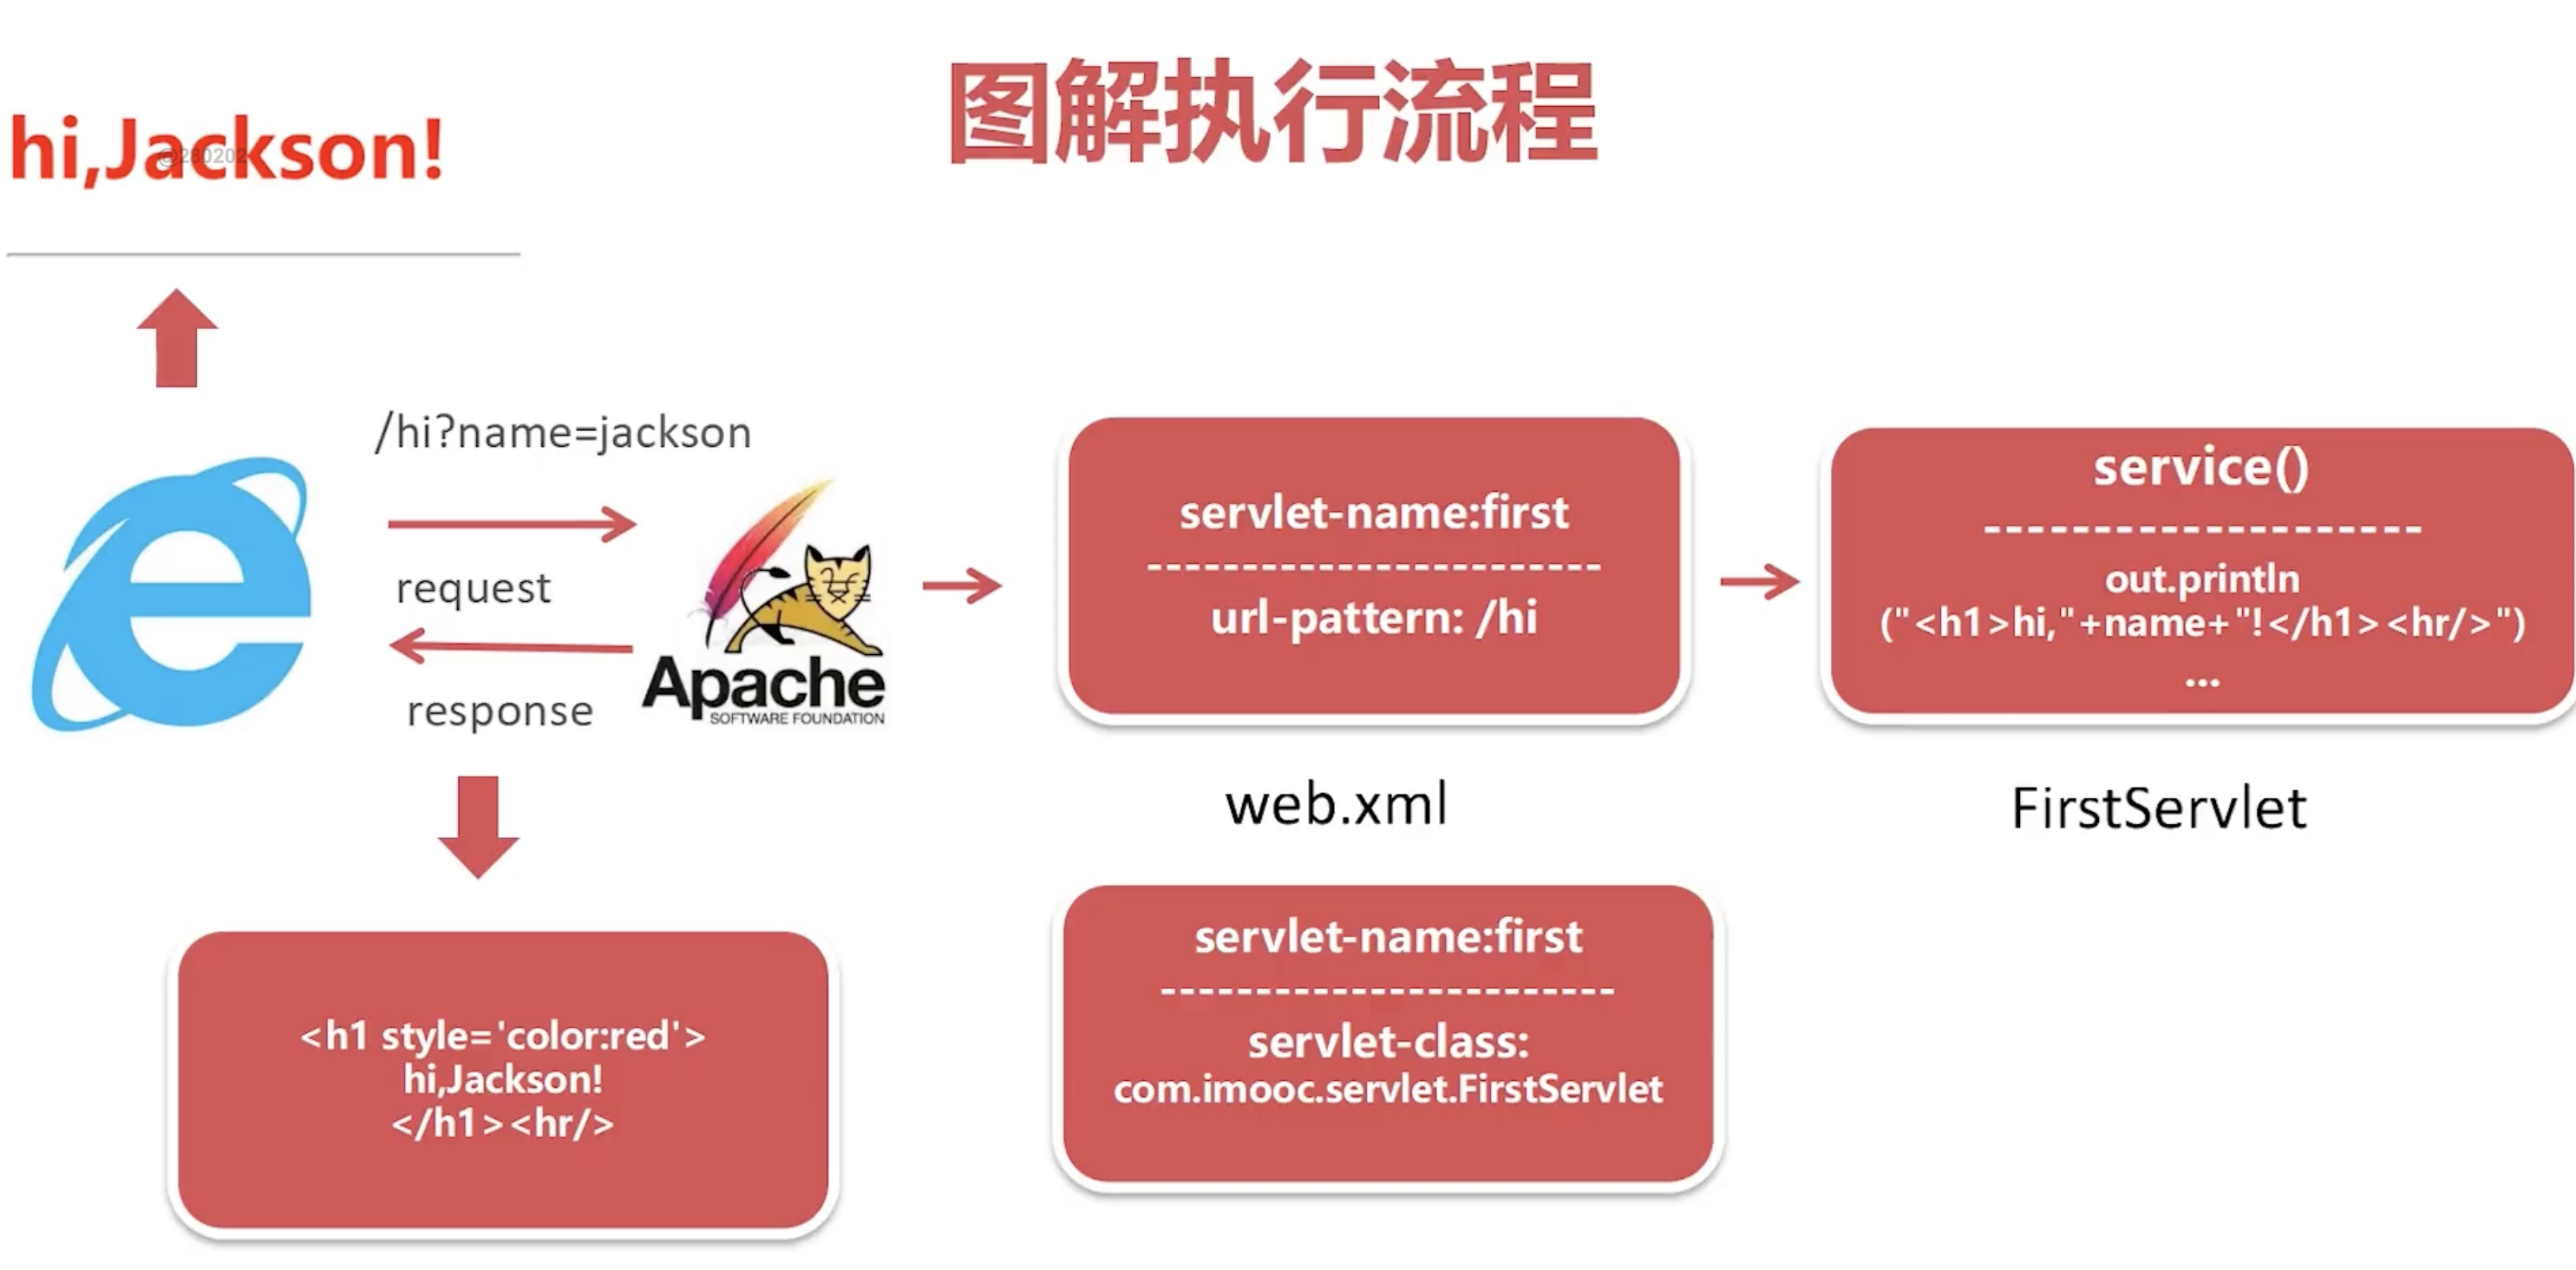 图解执行流程
hi,Jackson!
@280202
/hi?name=jackson
request
response
Apache
SOFTWARE FOUNDATION
servlet-name:first
------------------------
url-pattern: /hi
web.xml
service()
--------------------
out.println
("<h1>hi,"+name+"!</h1><hr/>")
...
FirstServlet
<h1 style='color:red'>
hi,Jackson!
</h1><hr/>
servlet-name:first
------------------------
servlet-class:
com.imooc.servlet.FirstServlet